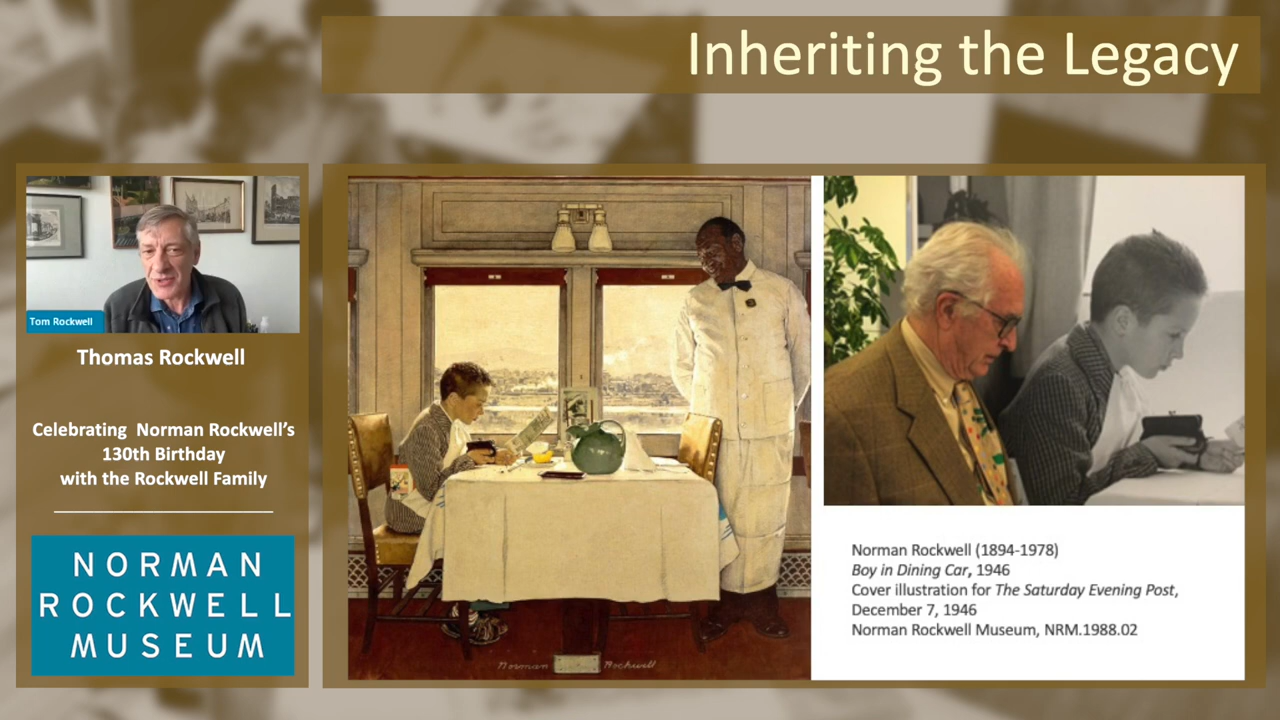 Inheriting the Legacy
Tom Rockwell
Thomas Rockwell
Celebrating Norman Rockwell's
130th Birthday
with the Rockwell Family
NORMAN
ROCKWELL
MUSEUM
Norman Rockwell
Norman Rockwell (1894-1978)
Boy in Dining Car, 1946
Cover illustration for The Saturday Evening Post,
December 7, 1946
Norman Rockwell Museum, NRM.1988.02